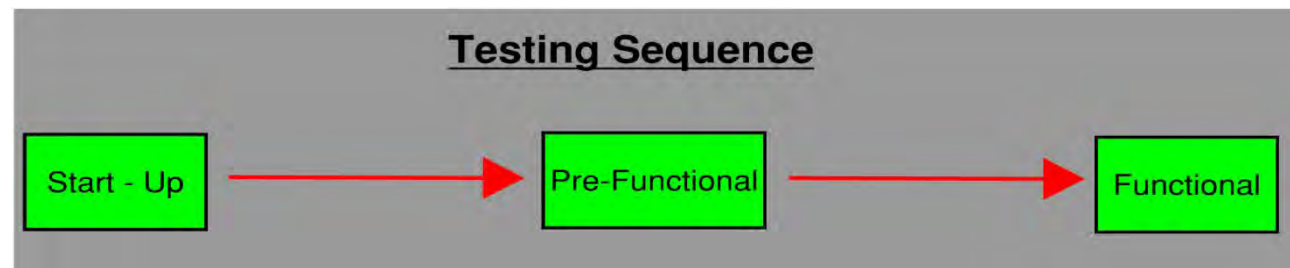 Testing Sequence
Start - Up
Pre-Functional
Functional